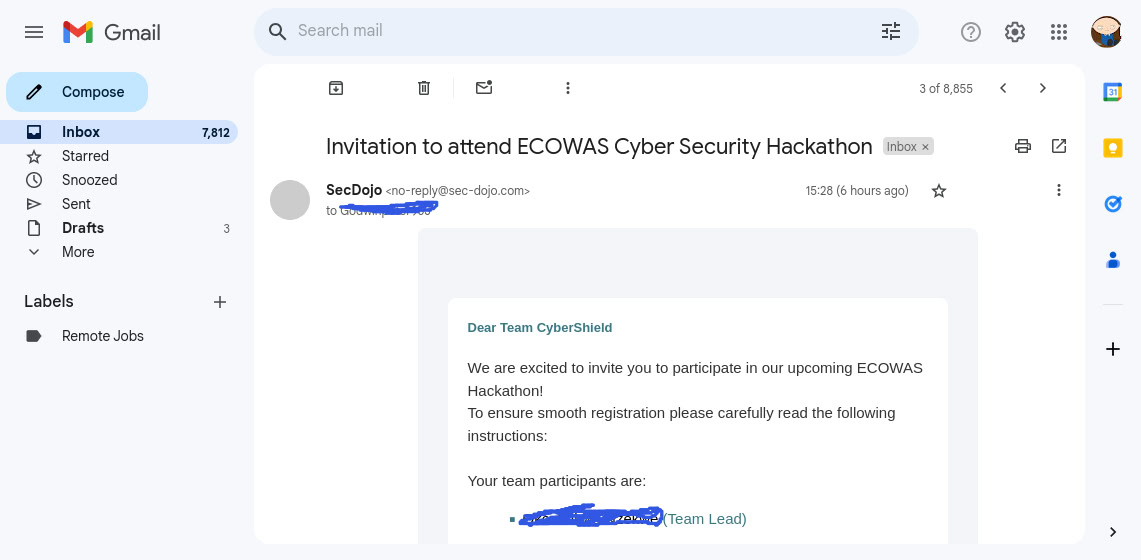 Gmail
Search mail
Compose
3 of 8,855
Inbox 7,812
Starred
Snoozed
Sent
Drafts 3
More
Labels
Remote Jobs
Invitation to attend ECOWAS Cyber Security Hackathon Inbox ×
SecDojo <no-reply@sec-dojo.com> 15:28 (6 hours ago)
to
Dear Team CyberShield
We are excited to invite you to participate in our upcoming ECOWAS
Hackathon!
To ensure smooth registration please carefully read the following
instructions:
Your team participants are:
(Team Lead)
31